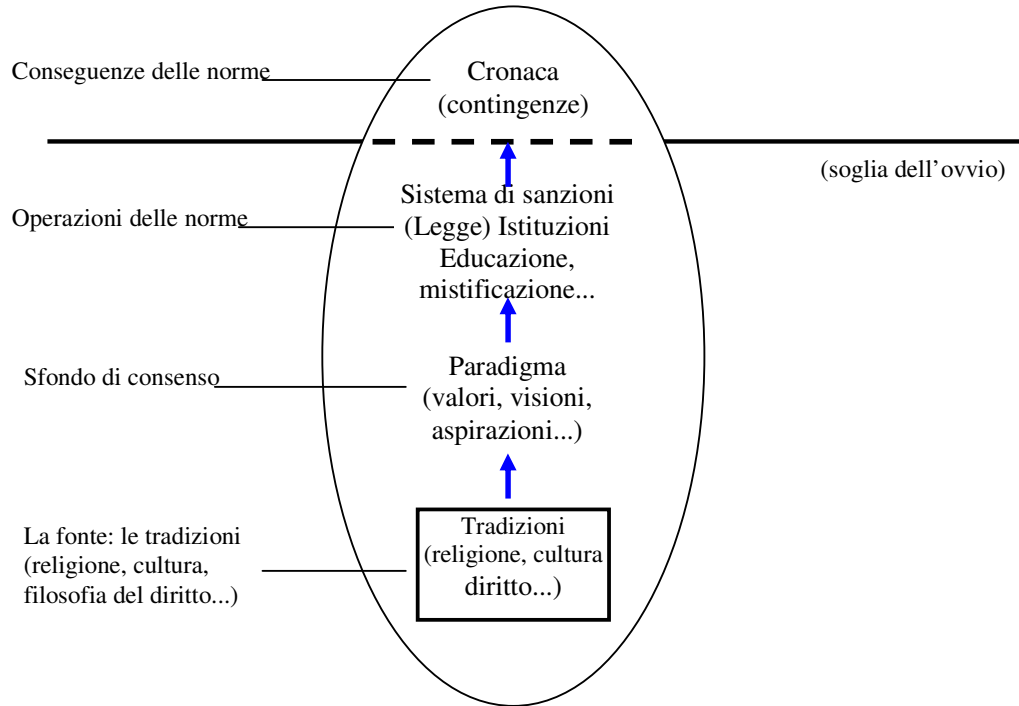 Conseguenze delle norme
Cronaca
(contingenze)
(soglia dell'ovvio)
Operazioni delle norme
Sistema di sanzioni
(Legge) Istituzioni
Educazione,
mistificazione...
Sfondo di consenso
Paradigma
(valori, visioni,
aspirazioni...)
La fonte: le tradizioni
(religione, cultura,
filosofia del diritto...)
Tradizioni
(religione, cultura
diritto...)